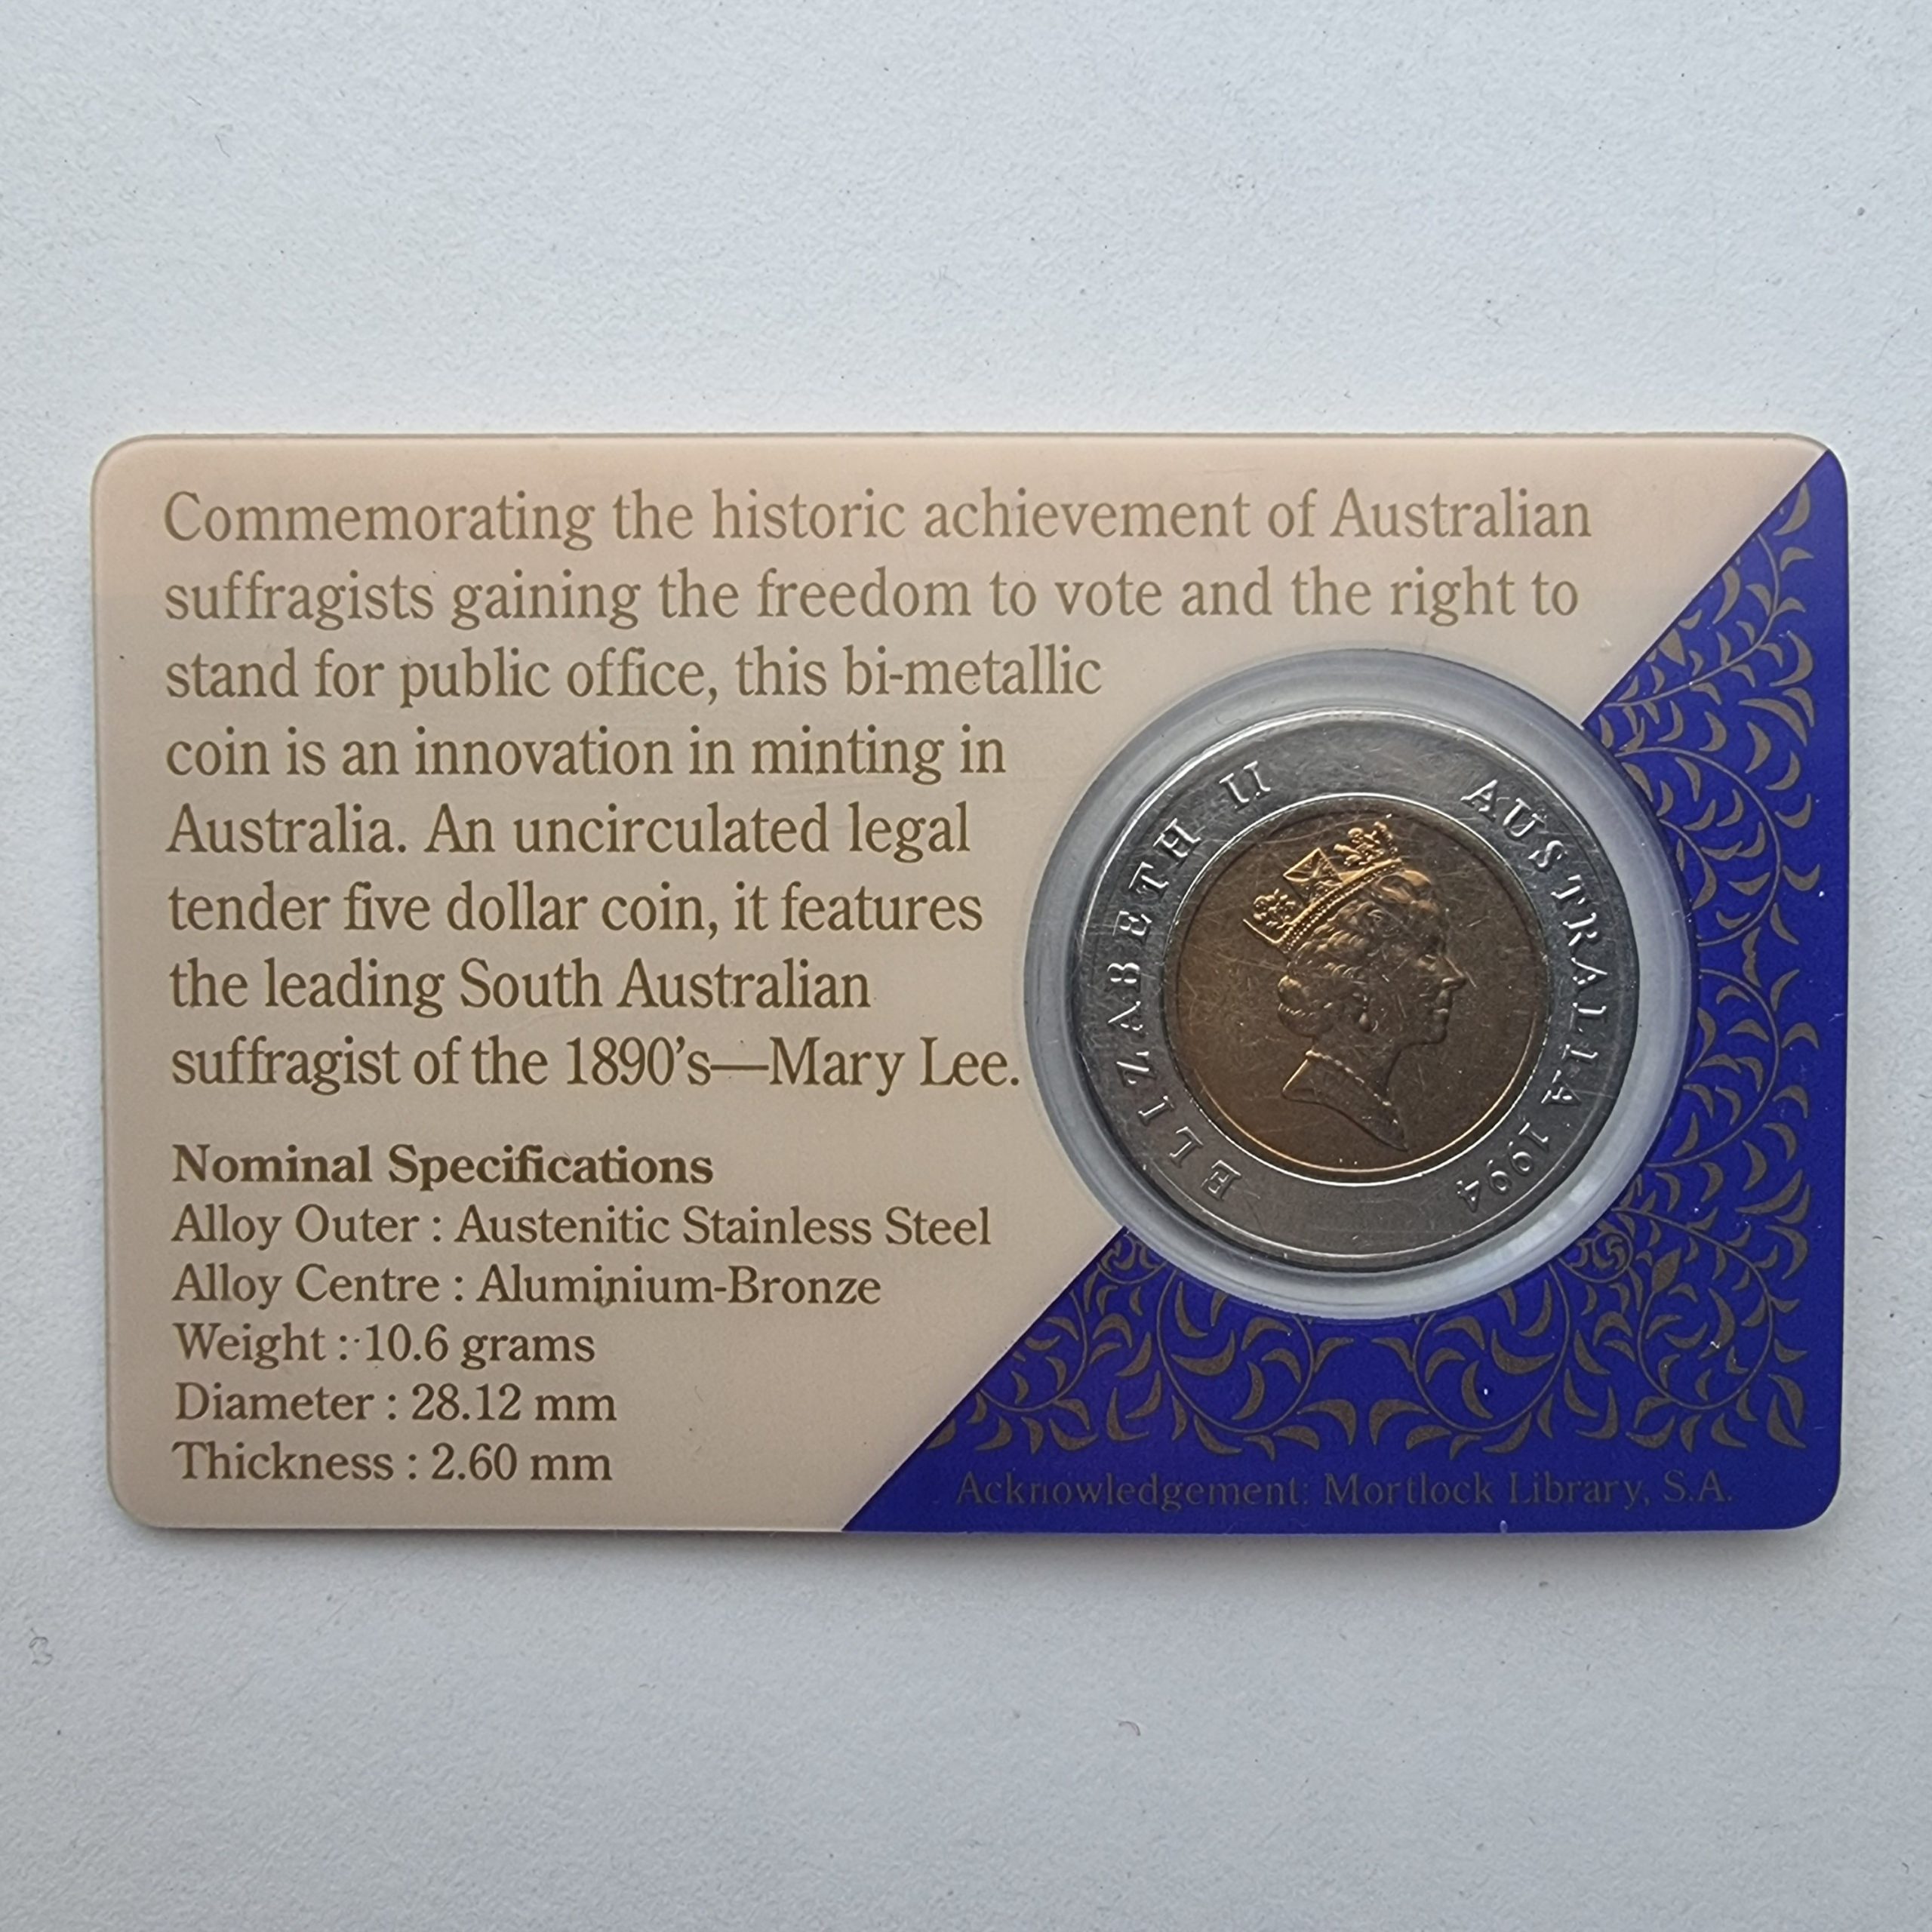 Commemorating the historic achievement of Australian
suffragists gaining the freedom to vote and the right to
stand for public office, this bi-metallic
coin is an innovation in minting in
Australia. An uncirculated legal
tender five dollar coin, it features
the leading South Australian
suffragist of the 1890's—Mary Lee.
Nominal Specifications
Alloy Outer : Austenitic Stainless Steel
Alloy Centre : Aluminium-Bronze
Weight : 10.6 grams
Diameter : 28.12 mm
Thickness : 2.60 mm
ELIZABETH II AUSTRALIA 1994
Acknowledgement: Mortlock Library, S.A.